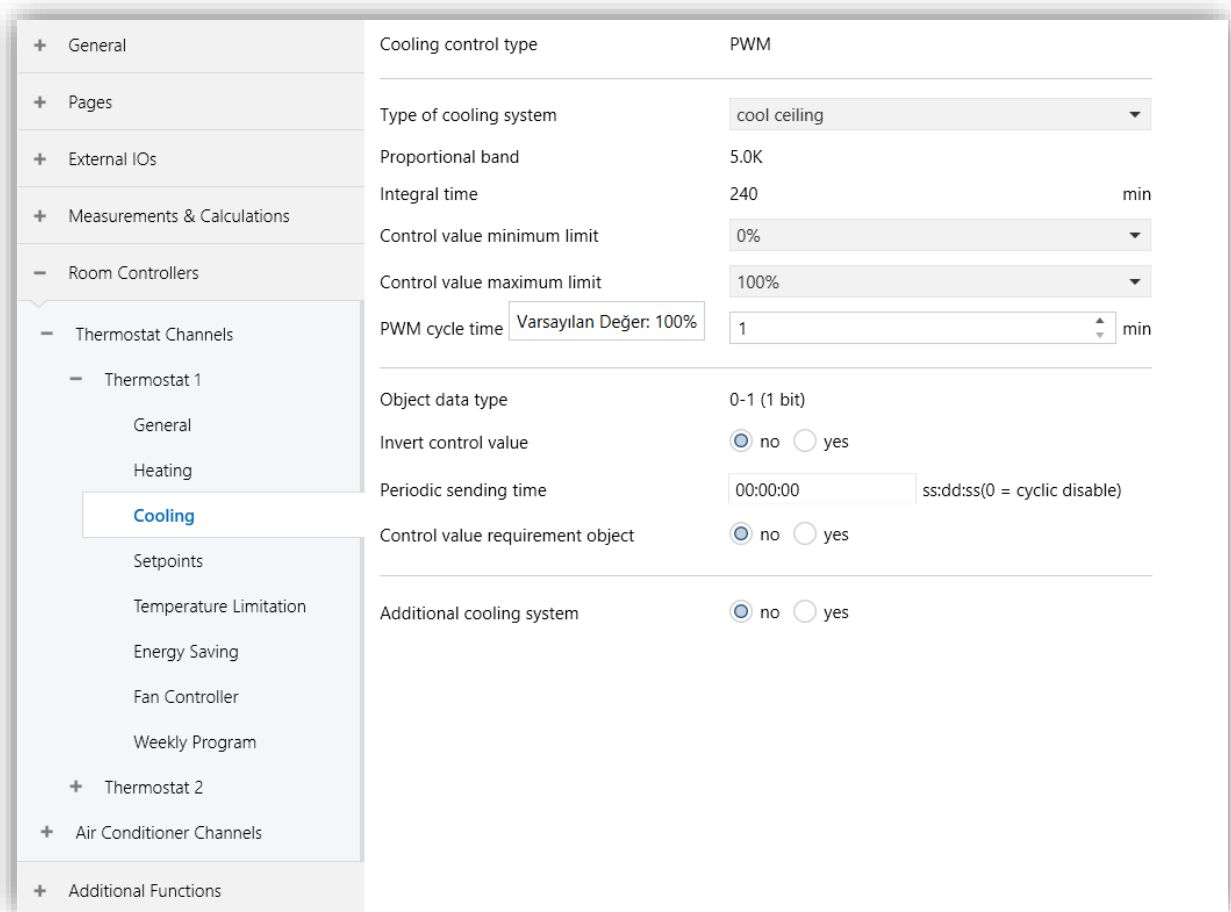 General
Pages
External IOs
Measurements & Calculations
Room Controllers
Thermostat Channels
Thermostat 1
General
Heating
Cooling
Setpoints
Temperature Limitation
Energy Saving
Fan Controller
Weekly Program
Thermostat 2
Air Conditioner Channels
Additional Functions
Cooling control type PWM
Type of cooling system cool ceiling
Proportional band 5.0K
Integral time 240 min
Control value minimum limit 0%
Control value maximum limit 100%
PWM cycle time Varsayılan Değer: 100% 1 min
Object data type 0-1 (1 bit)
Invert control value no yes
Periodic sending time 00:00:00 ss:dd:ss(0 = cyclic disable)
Control value requirement object no yes
Additional cooling system no yes